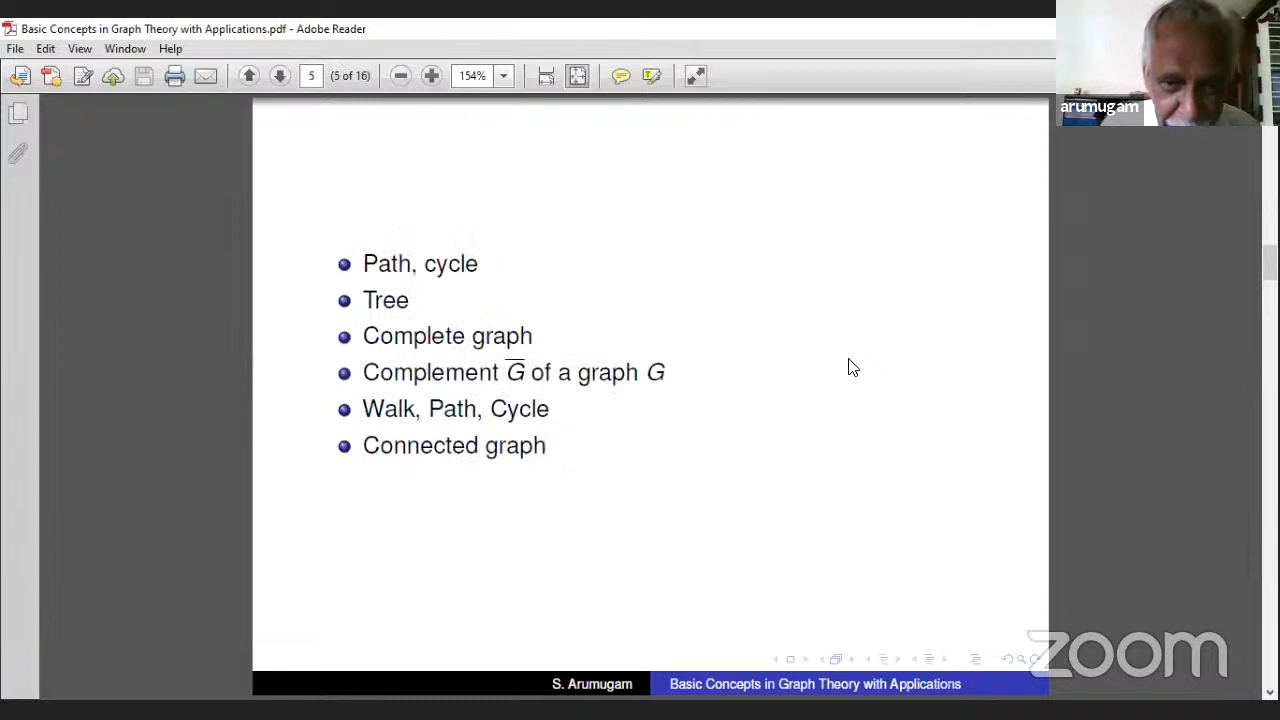 Basic Concepts in Graph Theory with Applications.pdf - Adobe Reader
File Edit View Window Help
5 (5 of 16) 154%
arumugam
Path, cycle
Tree
Complete graph
Complement G̅ of a graph G
Walk, Path, Cycle
Connected graph
zoom
S. Arumugam Basic Concepts in Graph Theory with Applications